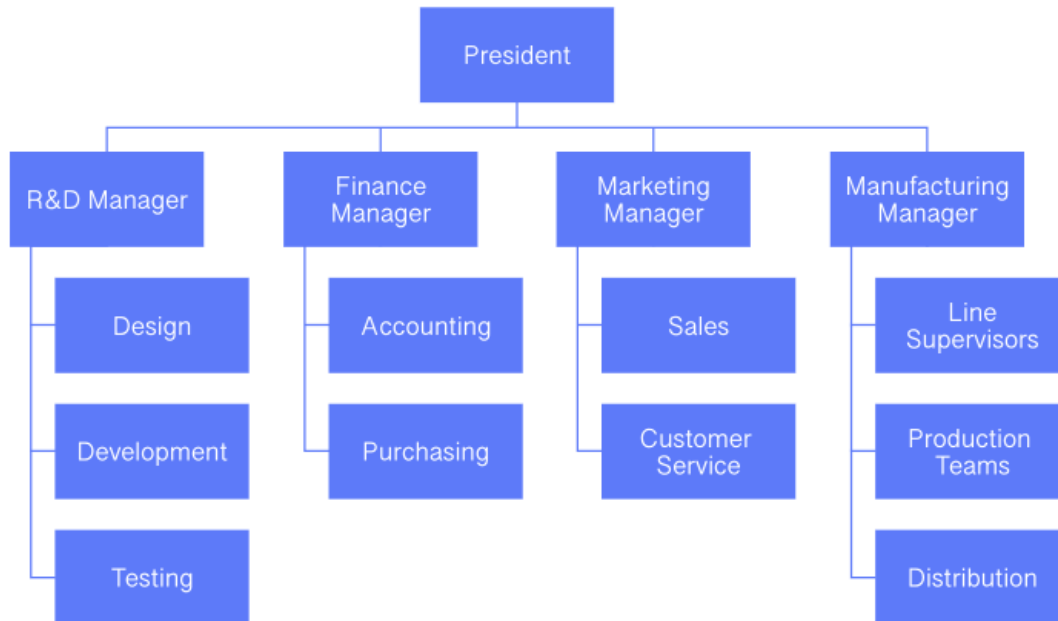 President
R&D Manager
Finance
Manager
Marketing
Manager
Manufacturing
Manager
Design
Accounting
Sales
Line
Supervisors
Development
Purchasing
Customer
Service
Production
Teams
Testing
Distribution